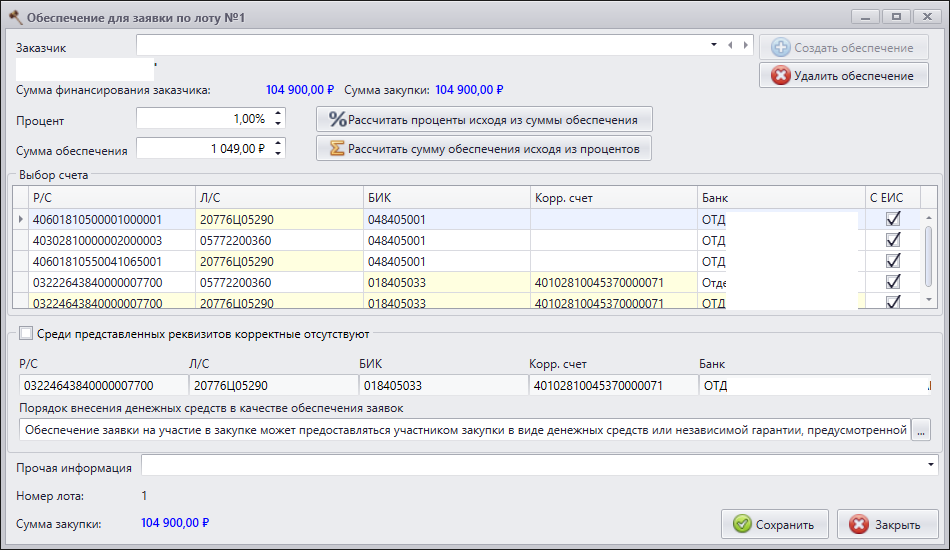 Обеспечение для заявки по лоту №1
Заказчик
Создать обеспечение
Удалить обеспечение
Сумма финансирования заказчика: 104 900,00 ₽ Сумма закупки: 104 900,00 ₽
Процент 1,00% Рассчитать проценты исходя из суммы обеспечения
Сумма обеспечения 1 049,00 ₽ Рассчитать сумму обеспечения исходя из процентов
Выбор счета
Р/С Л/С БИК Корр. счет Банк С ЕИС
40601810500001000001 20776Ц05290 048405001 ОТД
40302810000002000003 05772200360 048405001 ОТД
40601810550041065001 20776Ц05290 048405001 ОТД
03222643840000007700 05772200360 018405033 40102810045370000071 Отде
03224643840000007700 20776Ц05290 018405033 40102810045370000071 ОТД
Среди представленных реквизитов корректные отсутствуют
Р/С Л/С БИК Корр. счет Банк
03224643840000007700 20776Ц05290 018405033 40102810045370000071 ОТД
Порядок внесения денежных средств в качестве обеспечения заявок
Обеспечение заявки на участие в закупке может предоставляться участником закупки в виде денежных средств или независимой гарантии, предусмотренной ...
Прочая информация
Номер лота: 1
Сумма закупки: 104 900,00 ₽
Сохранить Закрыть